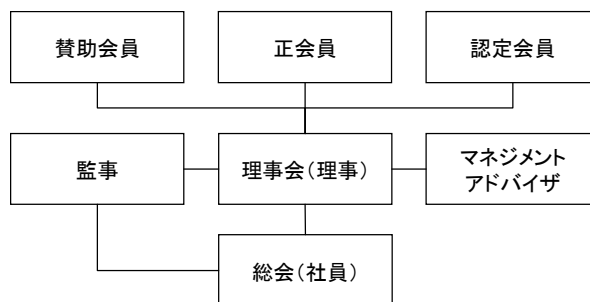 賛助会員
正会員
認定会員
監事
理事会(理事)
マネジメント
アドバイザ
総会(社員)